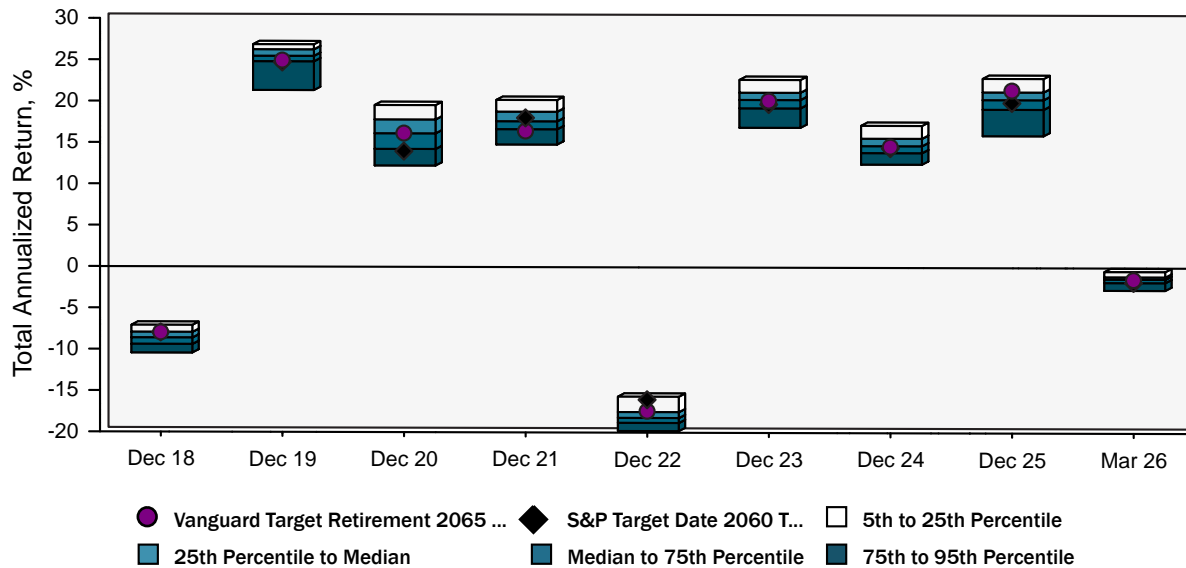 30
25
20
15
10
5
0
-5
-10
-15
-20
Total Annualized Return, %
Dec 18 Dec 19 Dec 20 Dec 21 Dec 22 Dec 23 Dec 24 Dec 25 Mar 26
Vanguard Target Retirement 2065 ... S&P Target Date 2060 T... 5th to 25th Percentile
25th Percentile to Median Median to 75th Percentile 75th to 95th Percentile